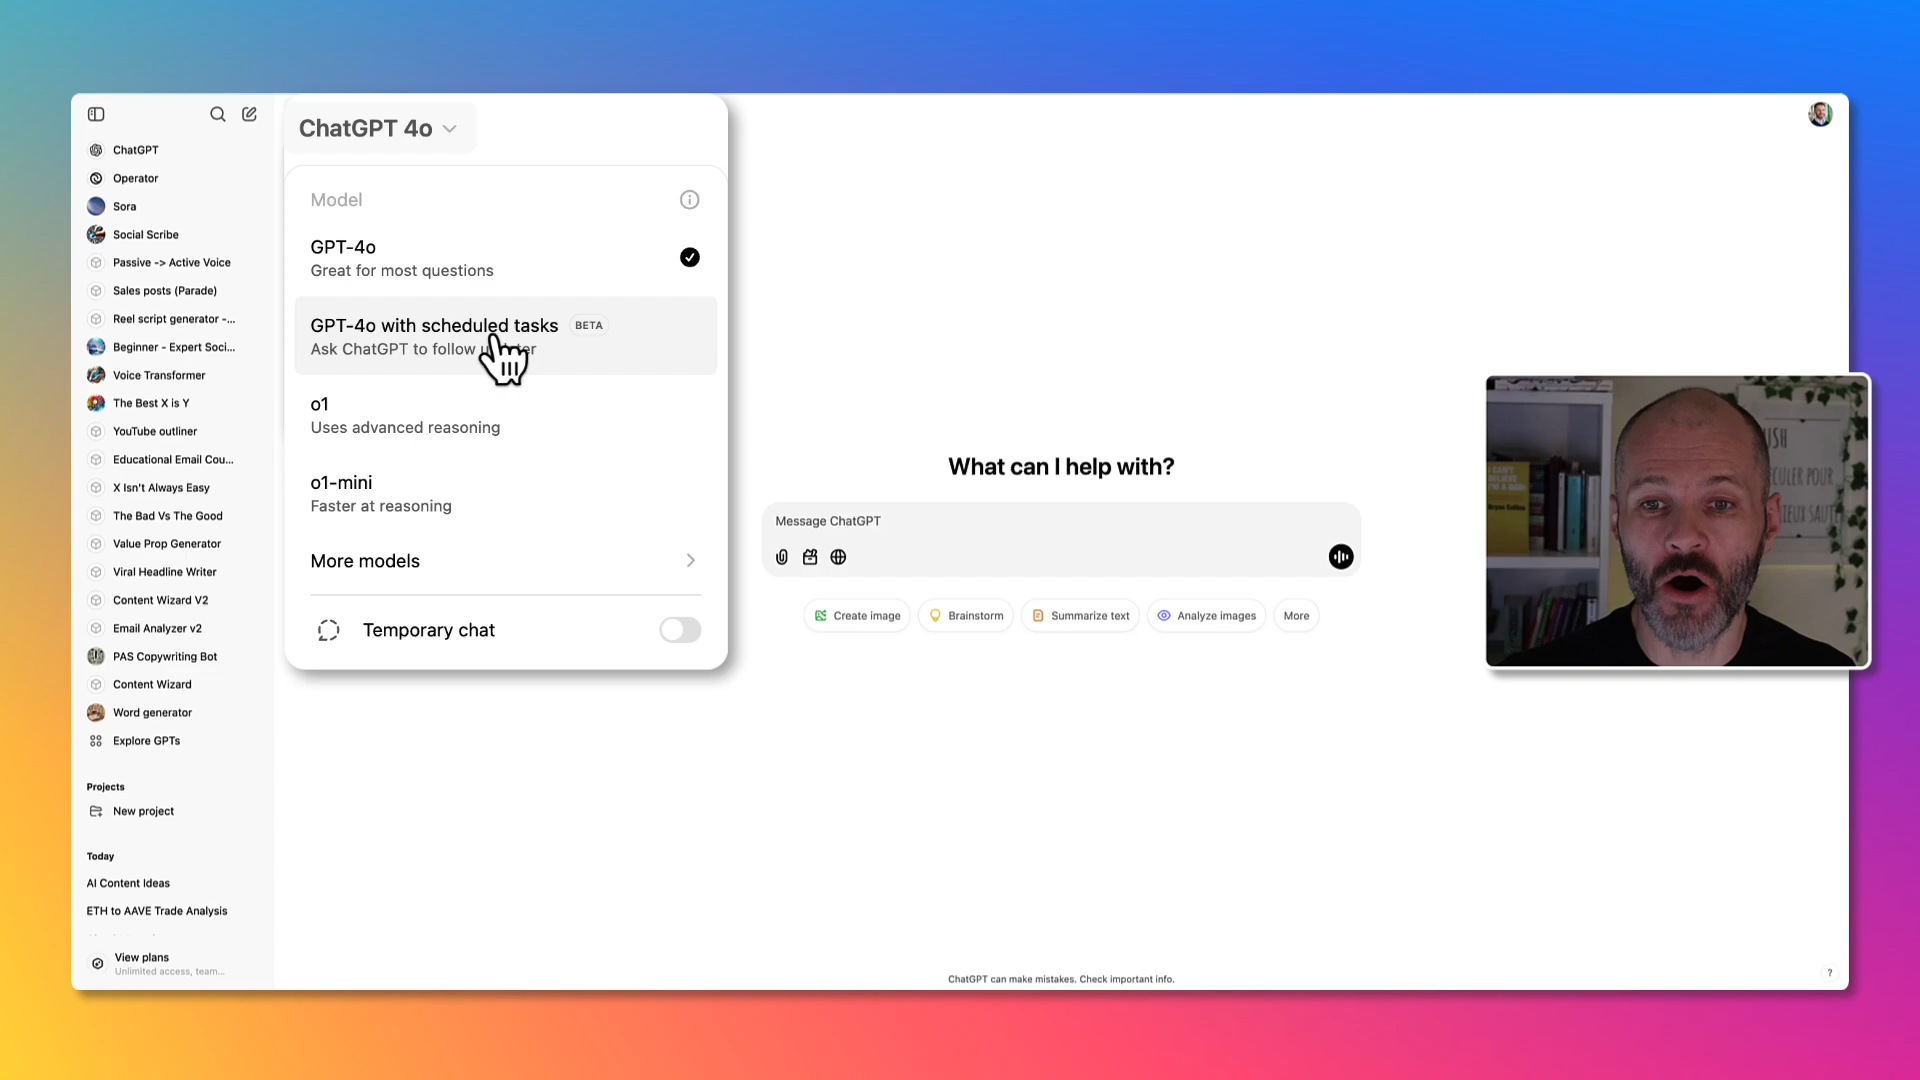 ChatGPT
Operator
Sora
Social Scribe
Passive -> Active Voice
Sales posts (Parade)
Reel script generator -...
Beginner - Expert Soci...
Voice Transformer
The Best X is Y
YouTube outliner
Educational Email Cou...
X Isn't Always Easy
The Bad Vs The Good
Value Prop Generator
Viral Headline Writer
Content Wizard V2
Email Analyzer v2
PAS Copywriting Bot
Content Wizard
Word generator
Explore GPTs
Projects
New project
Today
AI Content Ideas
ETH to AAVE Trade Analysis
View plans
Unlimited access, team...
ChatGPT 4o
Model
GPT-4o
Great for most questions
GPT-4o with scheduled tasks BETA
Ask ChatGPT to follow
o1
Uses advanced reasoning
o1-mini
Faster at reasoning
More models
Temporary chat
What can I help with?
Message ChatGPT
Create image
Brainstorm
Summarize text
Analyze images
More
ChatGPT can make mistakes. Check important info.
?